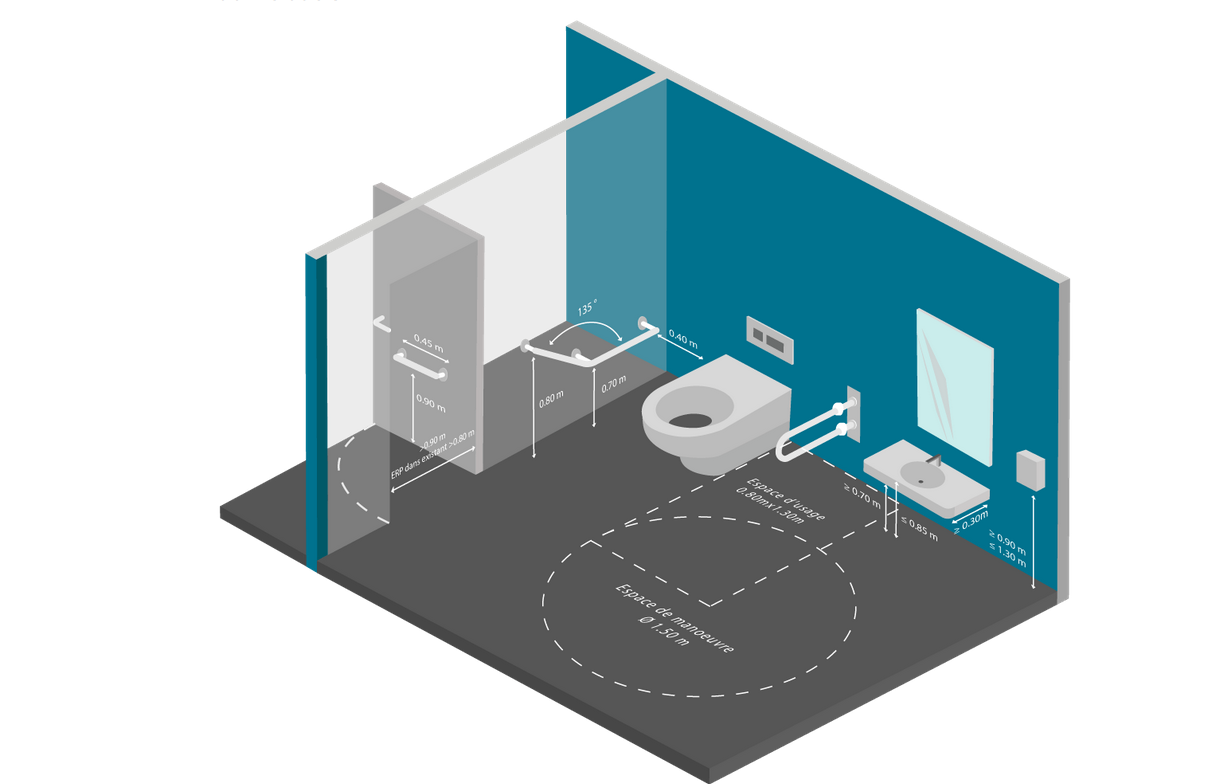 135 °
0.40 m
0.45 m
0.90 m
0.80 m
0.70 m
>0.90 m
ERP dans existant >0.80 m
Espace d'usage
0.80mx1.30m
≥ 0.70 m
≤ 0.85 m
≥ 0.30m
≥ 0.90 m
≤ 1.30 m
Espace de manoeuvre
Ø 1.50 m